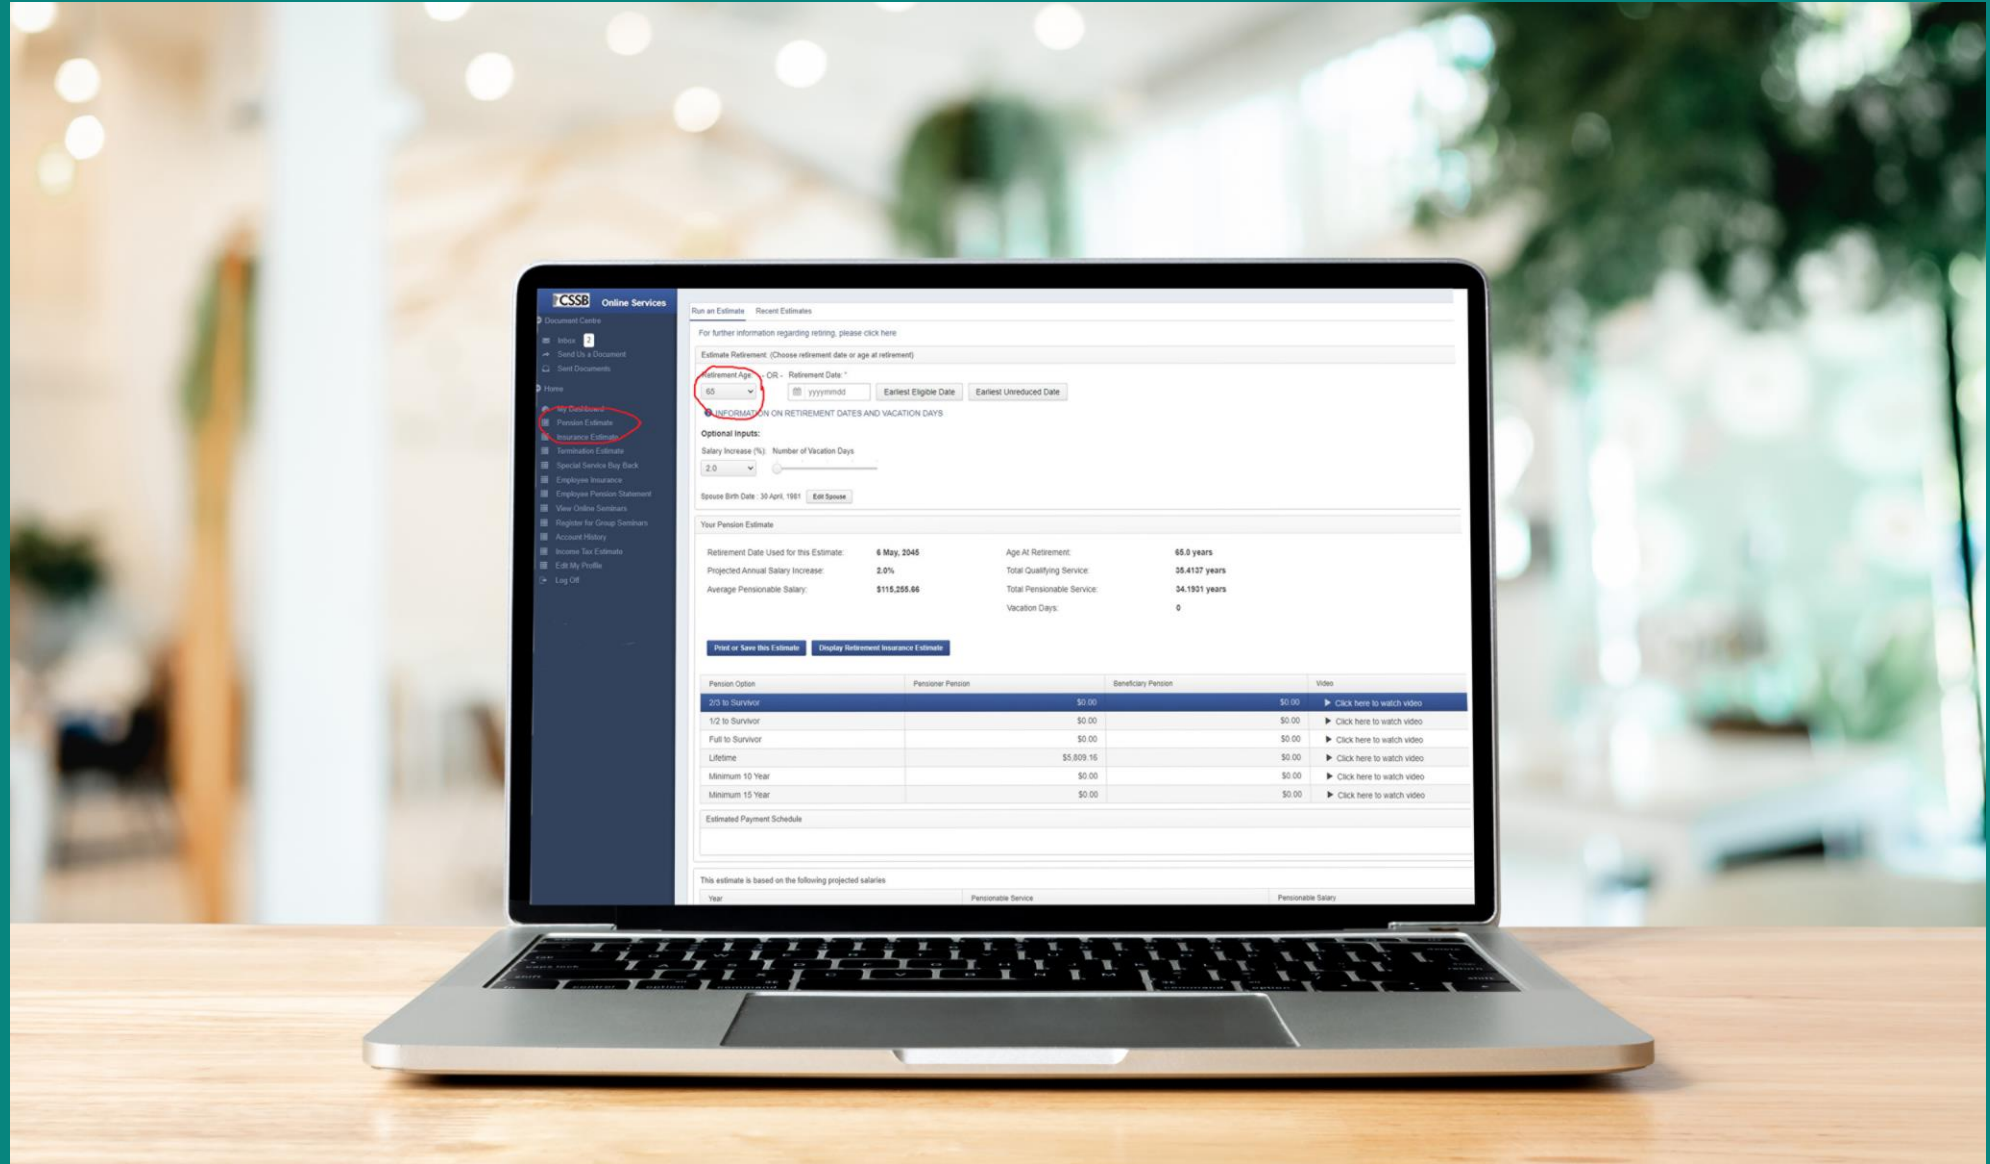 CSSB Online Services
Document Centre
Inbox 2
Send Us a Document
Sent Documents
Home
My Dashboard
Pension Estimate
Insurance Estimate
Termination Estimate
Special Service Buy Back
Employee Insurance
Employee Pension Statement
View Online Seminars
Register for Group Seminars
Account History
Income Tax Estimate
Edit My Profile
Log Off
Run an Estimate Recent Estimates
For further information regarding retiring, please click here
Estimate Retirement: (Choose retirement date or age at retirement)
Retirement Age - OR - Retirement Date: *
65 yyyymmdd Earliest Eligible Date Earliest Unreduced Date
INFORMATION ON RETIREMENT DATES AND VACATION DAYS
Optional Inputs:
Salary Increase (%): Number of Vacation Days
2.0
Spouse Birth Date : 30 April, 1981 Edit Spouse
Your Pension Estimate
Retirement Date Used for this Estimate: 6 May, 2045 Age At Retirement: 65.0 years
Projected Annual Salary Increase: 2.0% Total Qualifying Service: 35.4137 years
Average Pensionable Salary: $115,255.66 Total Pensionable Service: 34.1931 years
Vacation Days: 0
Print or Save this Estimate Display Retirement Insurance Estimate
Pension Option Pensioner Pension Beneficiary Pension Video
2/3 to Survivor $0.00 $0.00 Click here to watch video
1/2 to Survivor $0.00 $0.00 Click here to watch video
Full to Survivor $0.00 $0.00 Click here to watch video
Lifetime $5,809.16 $0.00 Click here to watch video
Minimum 10 Year $0.00 $0.00 Click here to watch video
Minimum 15 Year $0.00 $0.00 Click here to watch video
Estimated Payment Schedule
This estimate is based on the following projected salaries
Year Pensionable Service Pensionable Salary